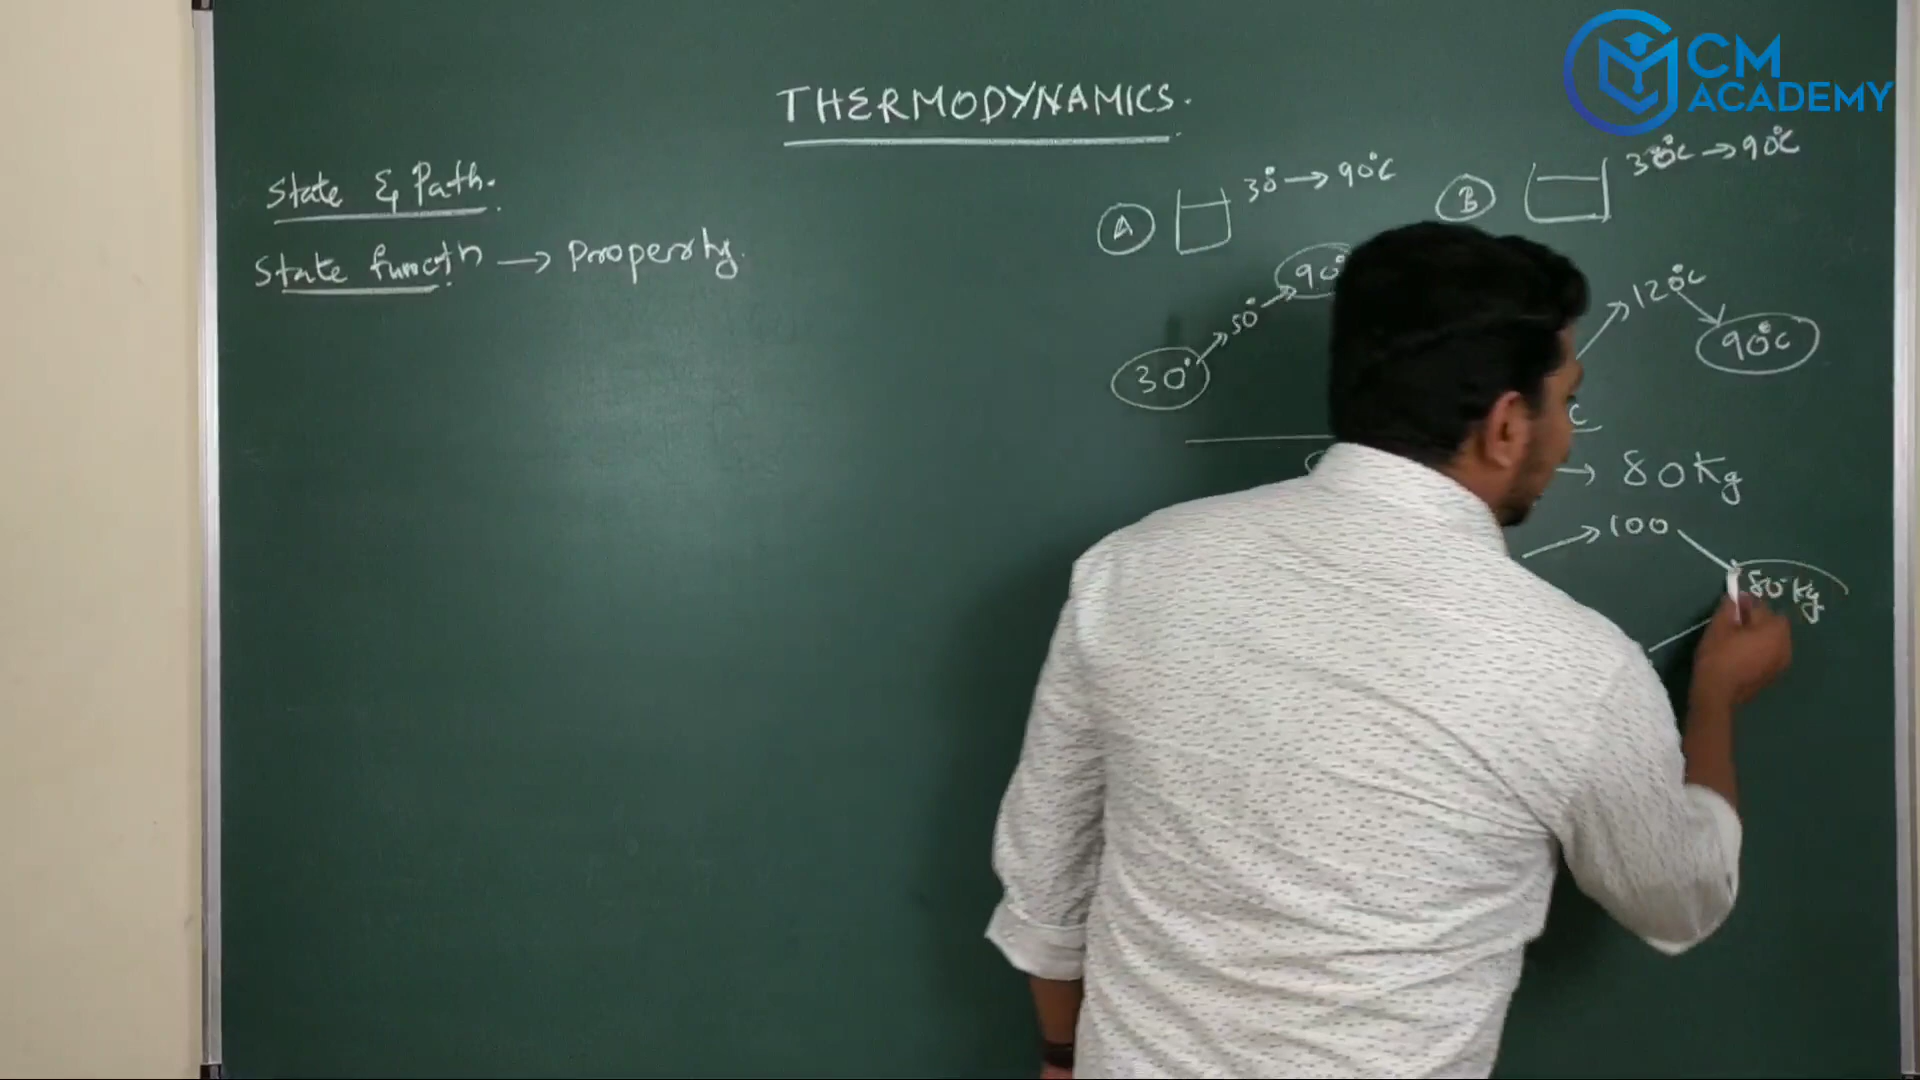 CM
ACADEMY
THERMODYNAMICS.
State & Path.
State funcţn → Property.
A 30° → 90°C
B 30°C → 90°C
30° → 50° → 90°
120°C
90°C
C
→ 80 Kg
→ 100
80 Kg